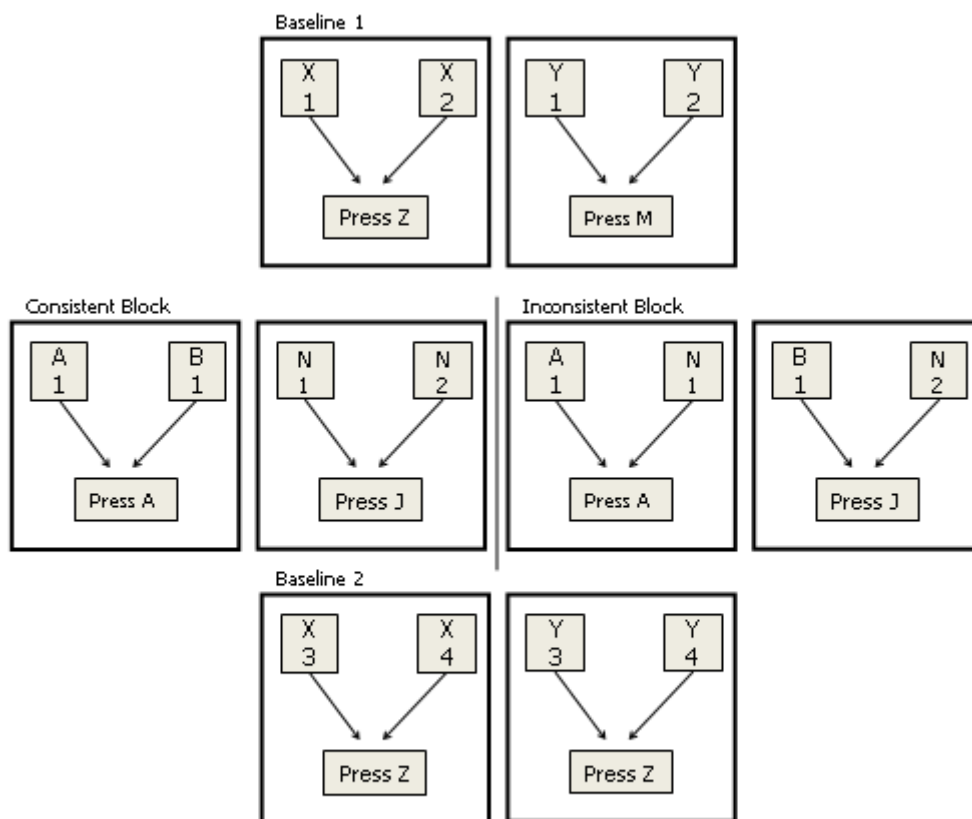 Baseline 1
X X Y Y
1 2 1 2
Press Z Press M
Consistent Block Inconsistent Block
A B N N A N B N
1 1 1 2 1 1 1 2
Press A Press J Press A Press J
Baseline 2
X X Y Y
3 4 3 4
Press Z Press Z